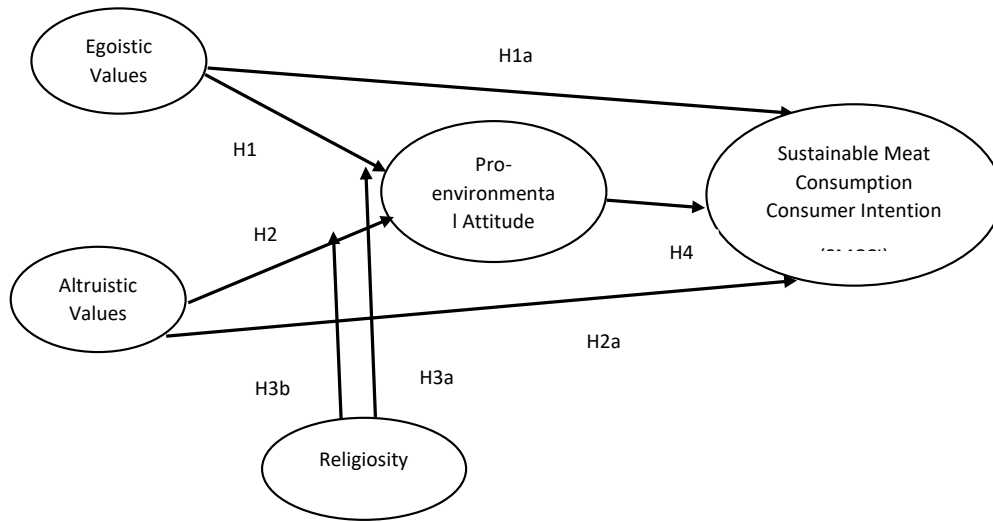 Egoistic
Values
H1a
H1
Pro-
environmenta
l Attitude
Sustainable Meat
Consumption
Consumer Intention
H2
H4
Altruistic
Values
H2a
H3b
H3a
Religiosity